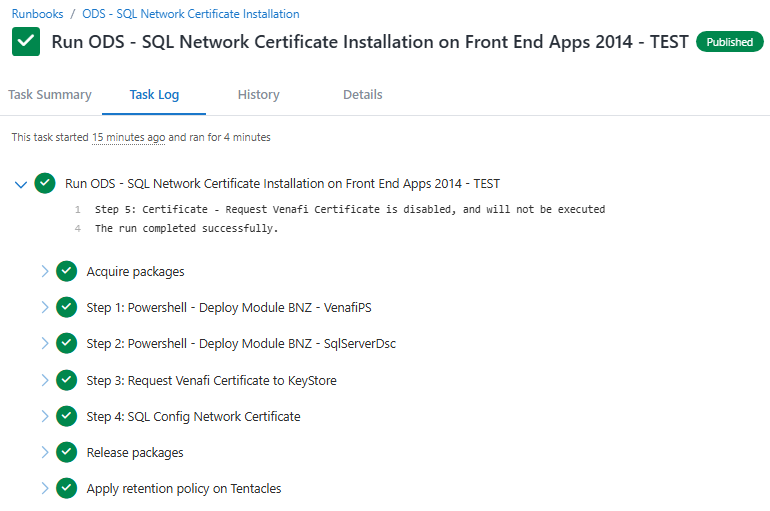 Runbooks / ODS - SQL Network Certificate Installation
Run ODS - SQL Network Certificate Installation on Front End Apps 2014 - TEST Published
Task Summary Task Log History Details
This task started 15 minutes ago and ran for 4 minutes
Run ODS - SQL Network Certificate Installation on Front End Apps 2014 - TEST
1 Step 5: Certificate - Request Venafi Certificate is disabled, and will not be executed
4 The run completed successfully.
Acquire packages
Step 1: Powershell - Deploy Module BNZ - VenafiPS
Step 2: Powershell - Deploy Module BNZ - SqlServerDsc
Step 3: Request Venafi Certificate to KeyStore
Step 4: SQL Config Network Certificate
Release packages
Apply retention policy on Tentacles